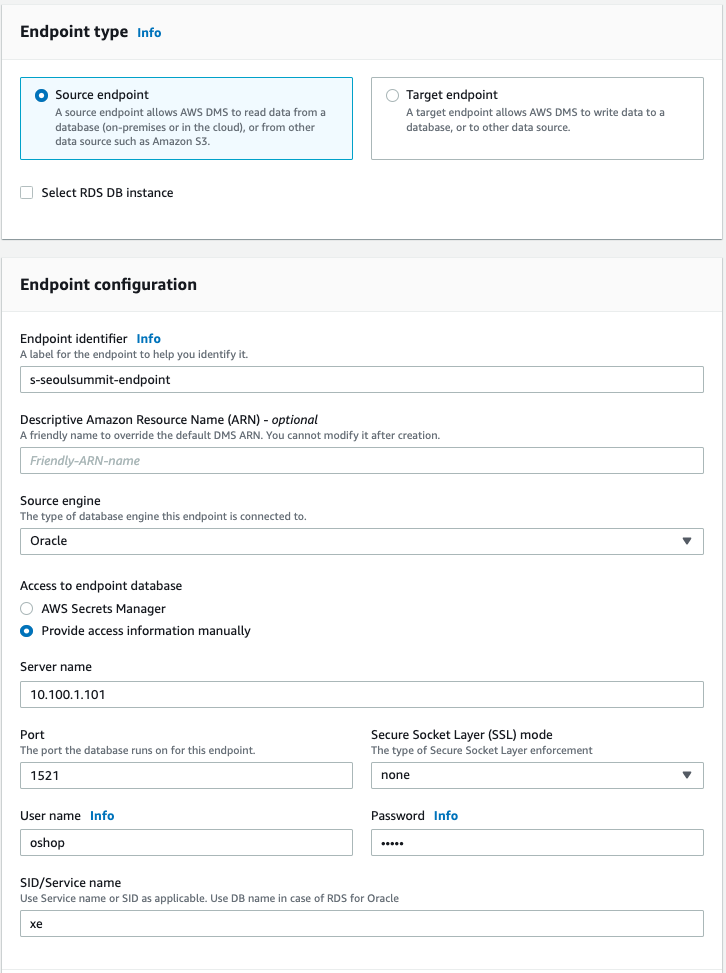 Endpoint type Info
Source endpoint
A source endpoint allows AWS DMS to read data from a
database (on-premises or in the cloud), or from other
data source such as Amazon S3.
Target endpoint
A target endpoint allows AWS DMS to write data to a
database, or to other data source.
Select RDS DB instance
Endpoint configuration
Endpoint identifier Info
A label for the endpoint to help you identify it.
s-seoulsummit-endpoint
Descriptive Amazon Resource Name (ARN) - optional
A friendly name to override the default DMS ARN. You cannot modify it after creation.
Friendly-ARN-name
Source engine
The type of database engine this endpoint is connected to.
Oracle
Access to endpoint database
AWS Secrets Manager
Provide access information manually
Server name
10.100.1.101
Port
The port the database runs on for this endpoint.
1521
Secure Socket Layer (SSL) mode
The type of Secure Socket Layer enforcement
none
User name Info
oshop
Password Info
•••••
SID/Service name
Use Service name or SID as applicable. Use DB name in case of RDS for Oracle
xe